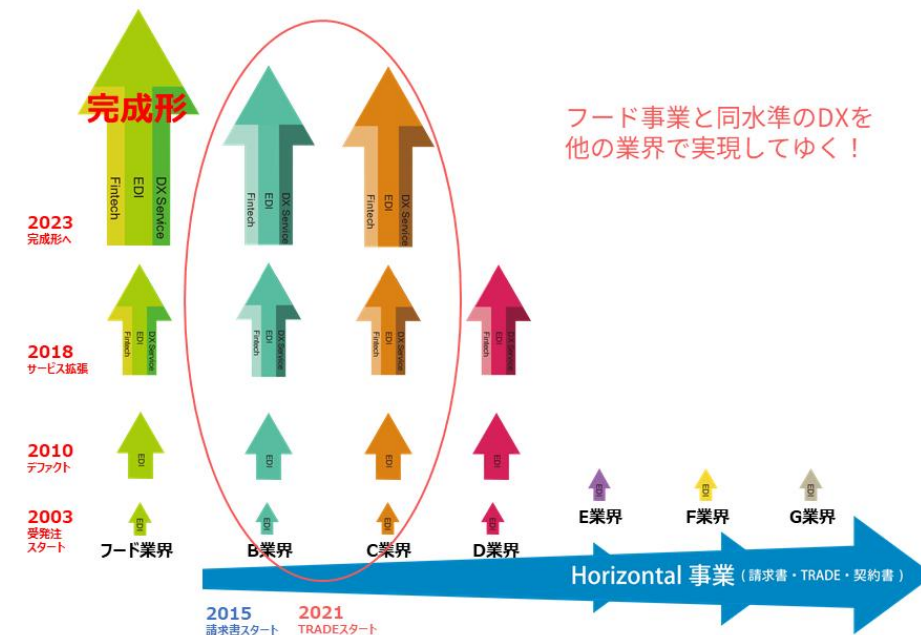 完成形
Fintech
EDI
DX Service
Fintech
EDI
DX Service
Fintech
EDI
DX Service
フード事業と同水準のDXを
他の業界で実現してゆく！
2023
完成形へ
Fintech
EDI
DX Service
Fintech
EDI
DX Service
Fintech
EDI
DX Service
Fintech
EDI
DX Service
2018
サービス拡張
2010
デファクト
EDI
EDI
EDI
EDI
2003
受発注
スタート
EDI
EDI
EDI
EDI
EDI
EDI
EDI
フード業界
B業界
C業界
D業界
E業界
F業界
G業界
Horizontal 事業 ( 請求書・TRADE・契約書 )
2015
請求書スタート
2021
TRADEスタート